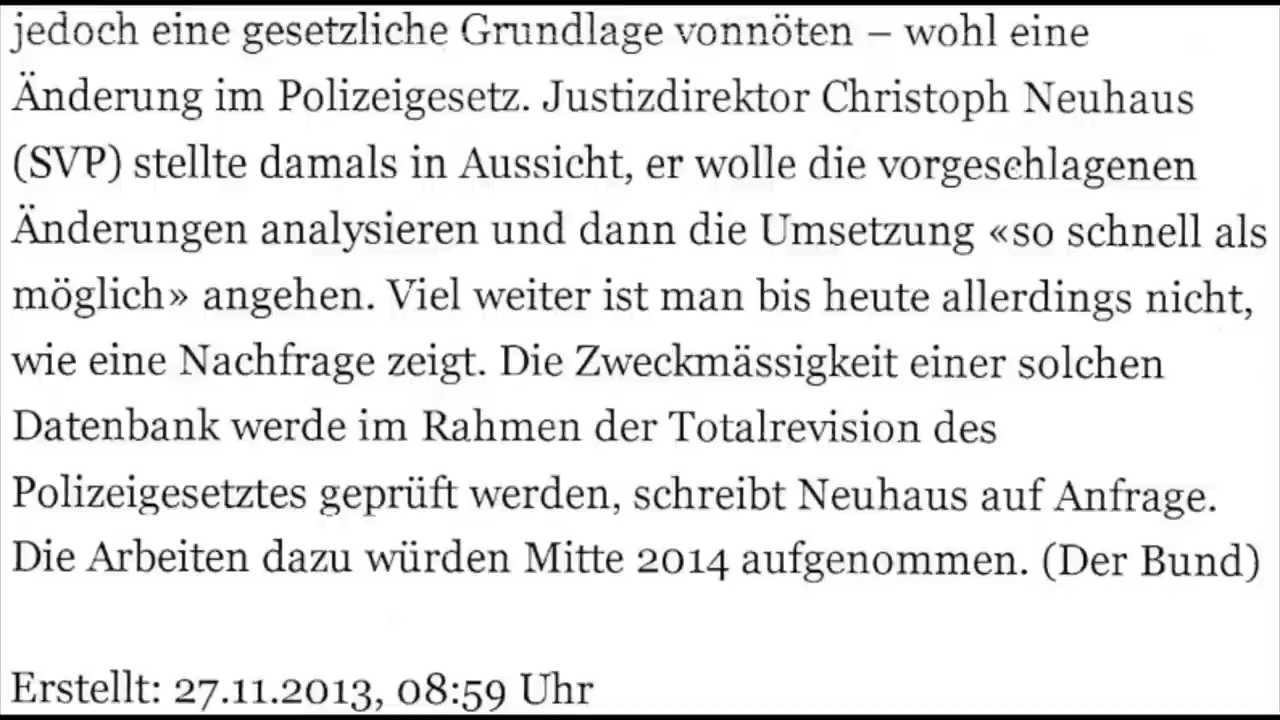 jedoch eine gesetzliche Grundlage vonnöten – wohl eine
Änderung im Polizeigesetz. Justizdirektor Christoph Neuhaus
(SVP) stellte damals in Aussicht, er wolle die vorgeschlagenen
Änderungen analysieren und dann die Umsetzung «so schnell als
möglich» angehen. Viel weiter ist man bis heute allerdings nicht,
wie eine Nachfrage zeigt. Die Zweckmässigkeit einer solchen
Datenbank werde im Rahmen der Totalrevision des
Polizeigesetztes geprüft werden, schreibt Neuhaus auf Anfrage.
Die Arbeiten dazu würden Mitte 2014 aufgenommen. (Der Bund)
Erstellt: 27.11.2013, 08:59 Uhr